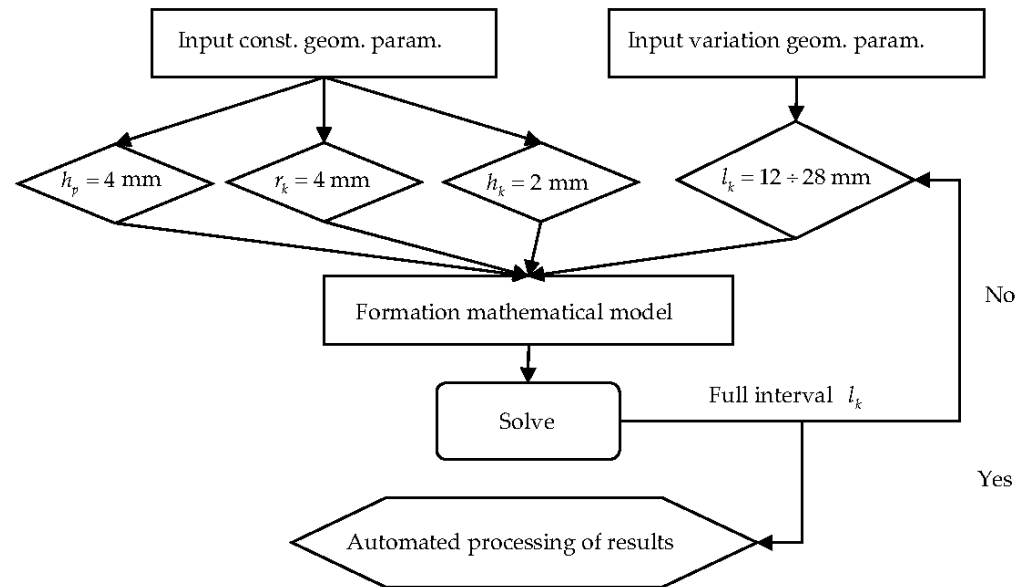 Input const. geom. param.
Input variation geom. param.
h_p = 4 mm
r_k = 4 mm
h_k = 2 mm
l_k = 12 ÷ 28 mm
Formation mathematical model
No
Full interval l_k
Solve
Yes
Automated processing of results